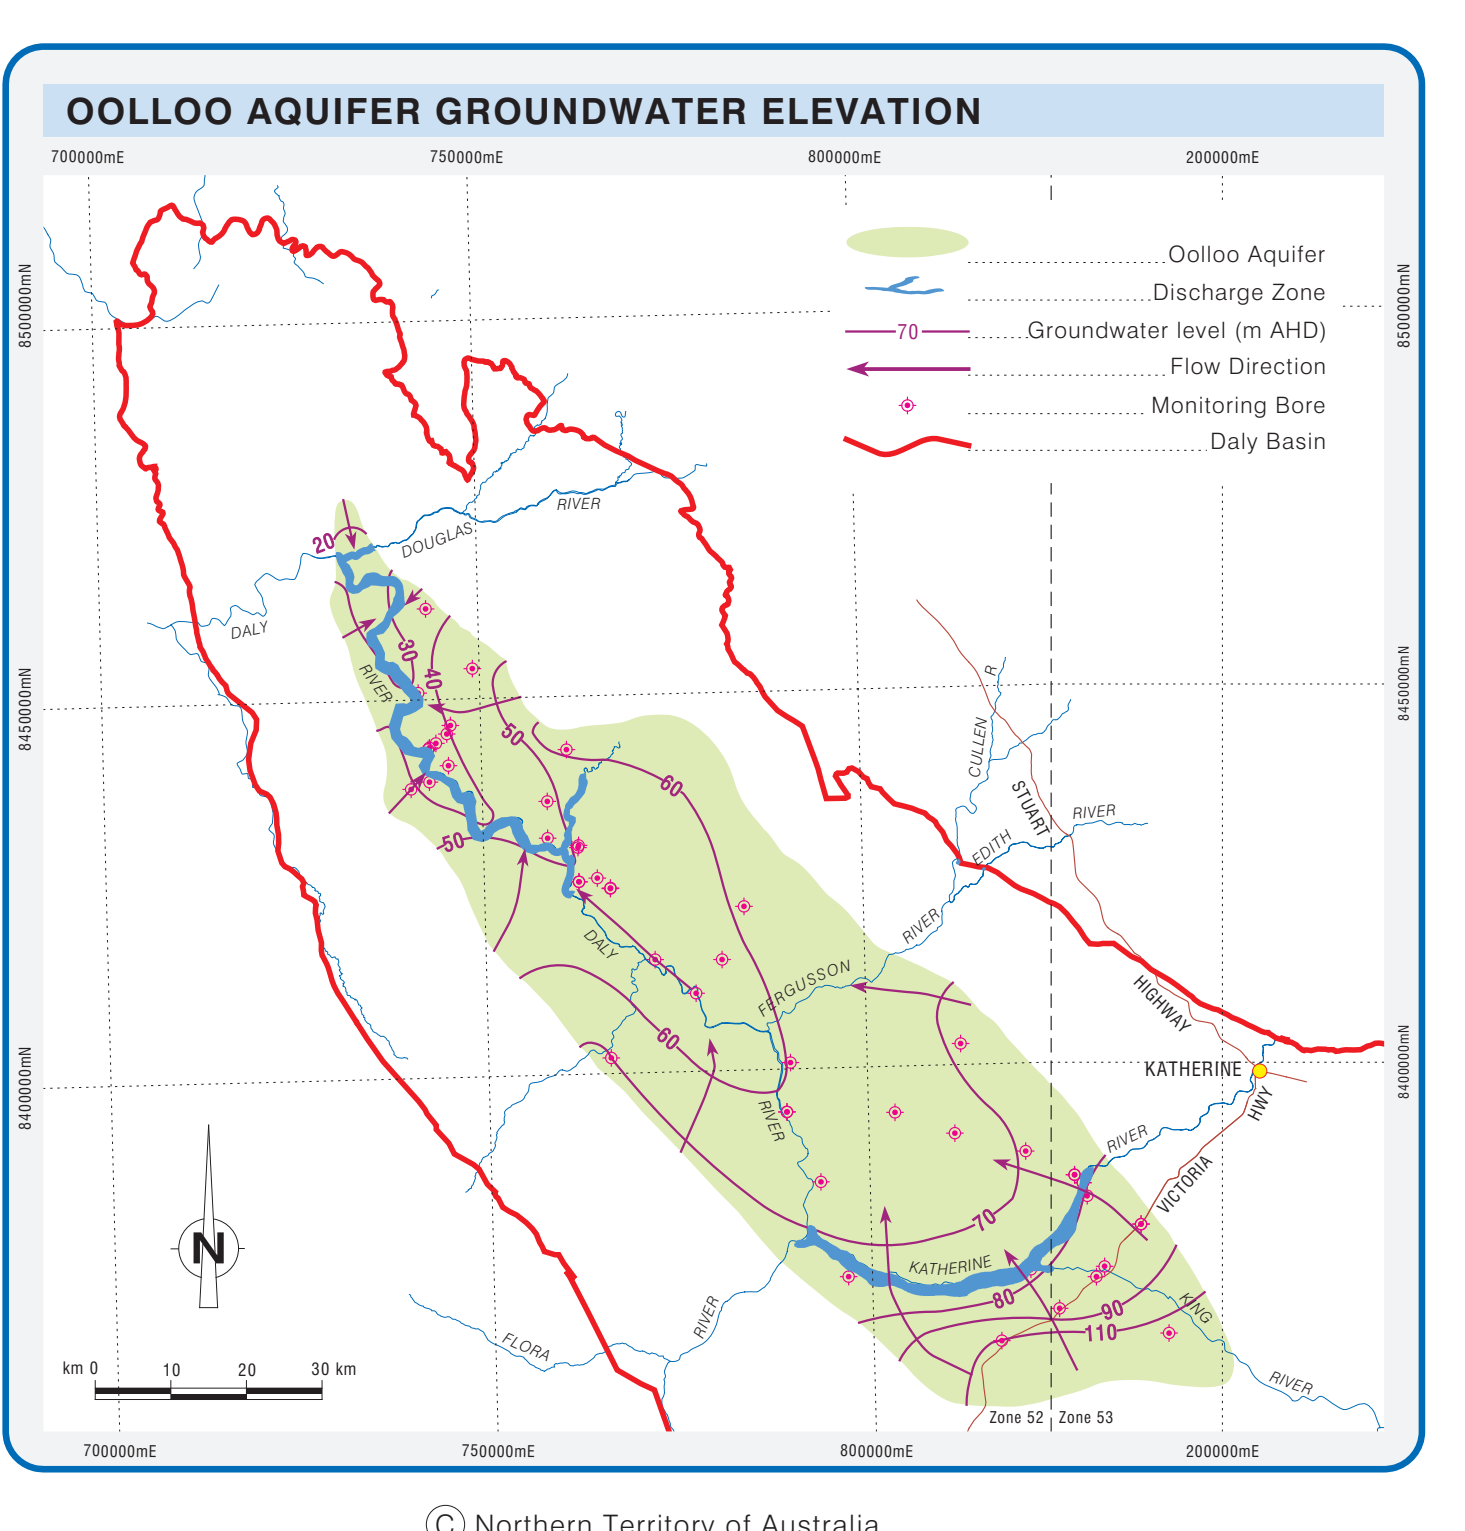 OOLLOO AQUIFER GROUNDWATER ELEVATION
700000mE 750000mE 800000mE 200000mE
8500000mN 8500000mN
Oolloo Aquifer
Discharge Zone
70 Groundwater level (m AHD)
Flow Direction
Monitoring Bore
Daly Basin
RIVER
DOUGLAS
20
DALY
30
RIVER
40
8450000mN 8450000mN
R
CULLEN
50
60
STUART
RIVER
EDITH
50
RIVER
DALY
FERGUSSON
HIGHWAY
60
KATHERINE
8400000mN 8400000mN
HWY
RIVER
RIVER
VICTORIA
70
KATHERINE
N
80
90
KING
110
RIVER
FLORA
RIVER
km 0 10 20 30 km
Zone 52 Zone 53
700000mE 750000mE 800000mE 200000mE
C Northern Territory of Australia